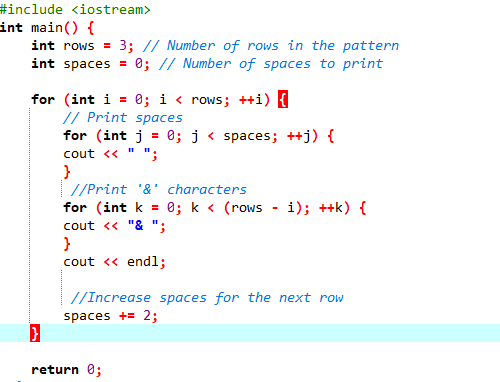 #include <iostream>
int main() {
    int rows = 3; // Number of rows in the pattern
    int spaces = 0; // Number of spaces to print

    for (int i = 0; i < rows; ++i) {
        // Print spaces
        for (int j = 0; j < spaces; ++j) {
        cout << " ";
        }
         //Print '&' characters
        for (int k = 0; k < (rows - i); ++k) {
        cout << "& ";
        }
        cout << endl;

         //Increase spaces for the next row
        spaces += 2;
    }

    return 0;